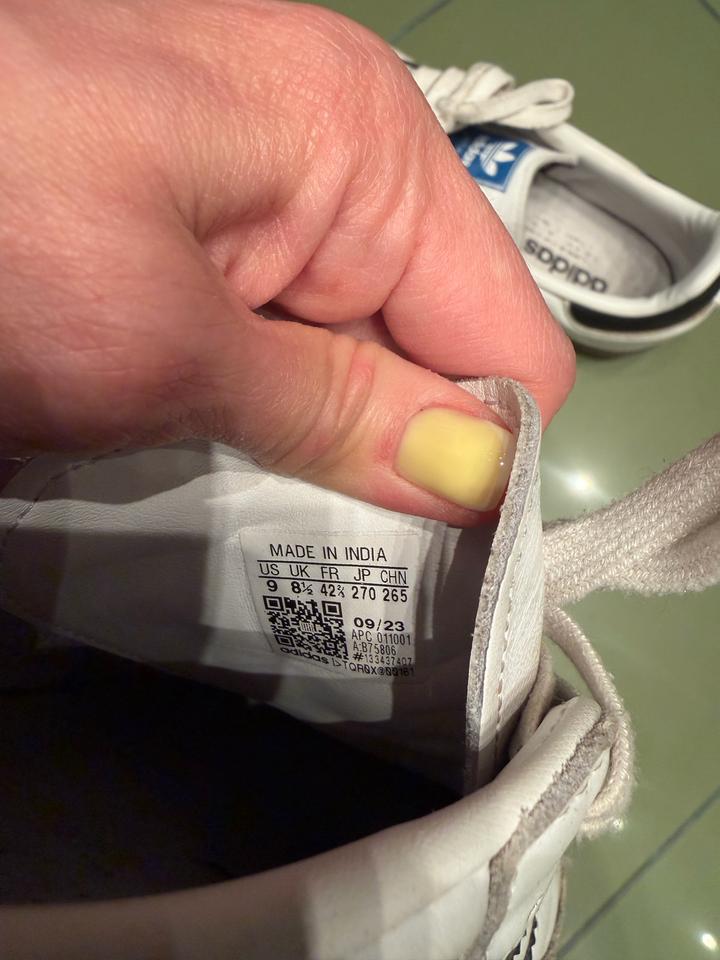 adidas
MADE IN INDIA
US UK FR JP CHN
9 8½ 42⅔ 270 265
09/23
APC 011001
A:B75806
#133437407
adidas